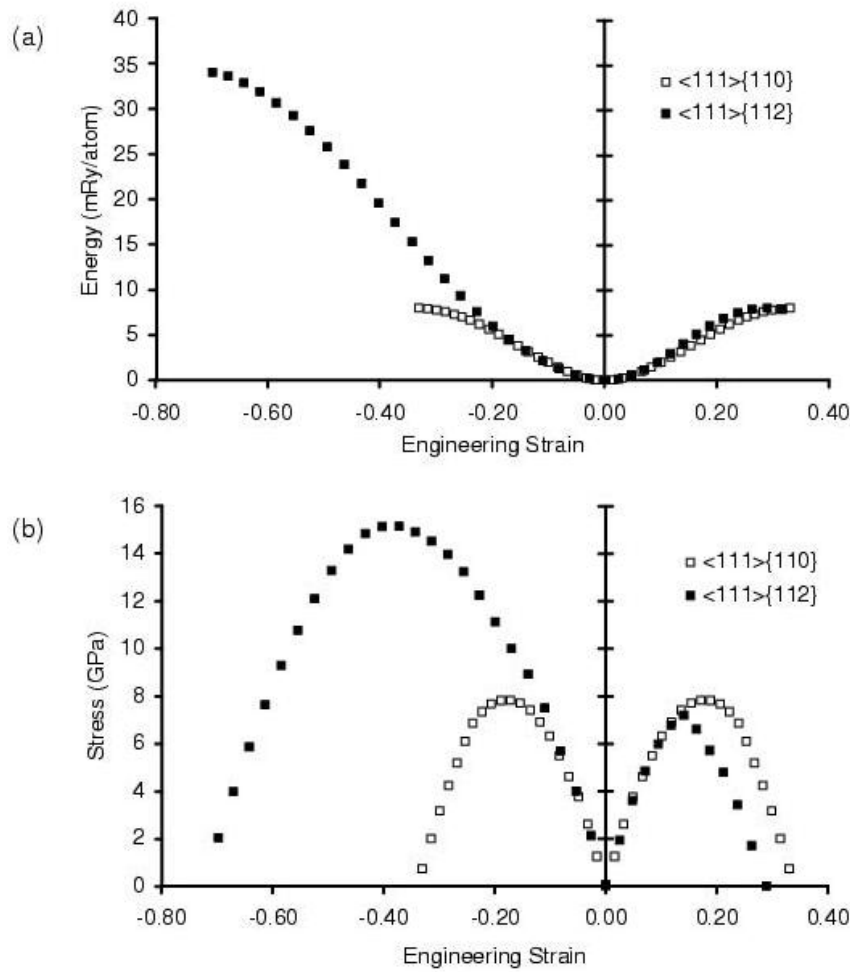 (a)
Energy (mRy/atom)
40
35
30
25
20
15
10
5
0
-0.80 -0.60 -0.40 -0.20 0.00 0.20 0.40
Engineering Strain
<111>{110}
<111>{112}
(b)
Stress (GPa)
16
14
12
10
8
6
4
2
0
-0.80 -0.60 -0.40 -0.20 0.00 0.20 0.40
Engineering Strain
<111>{110}
<111>{112}